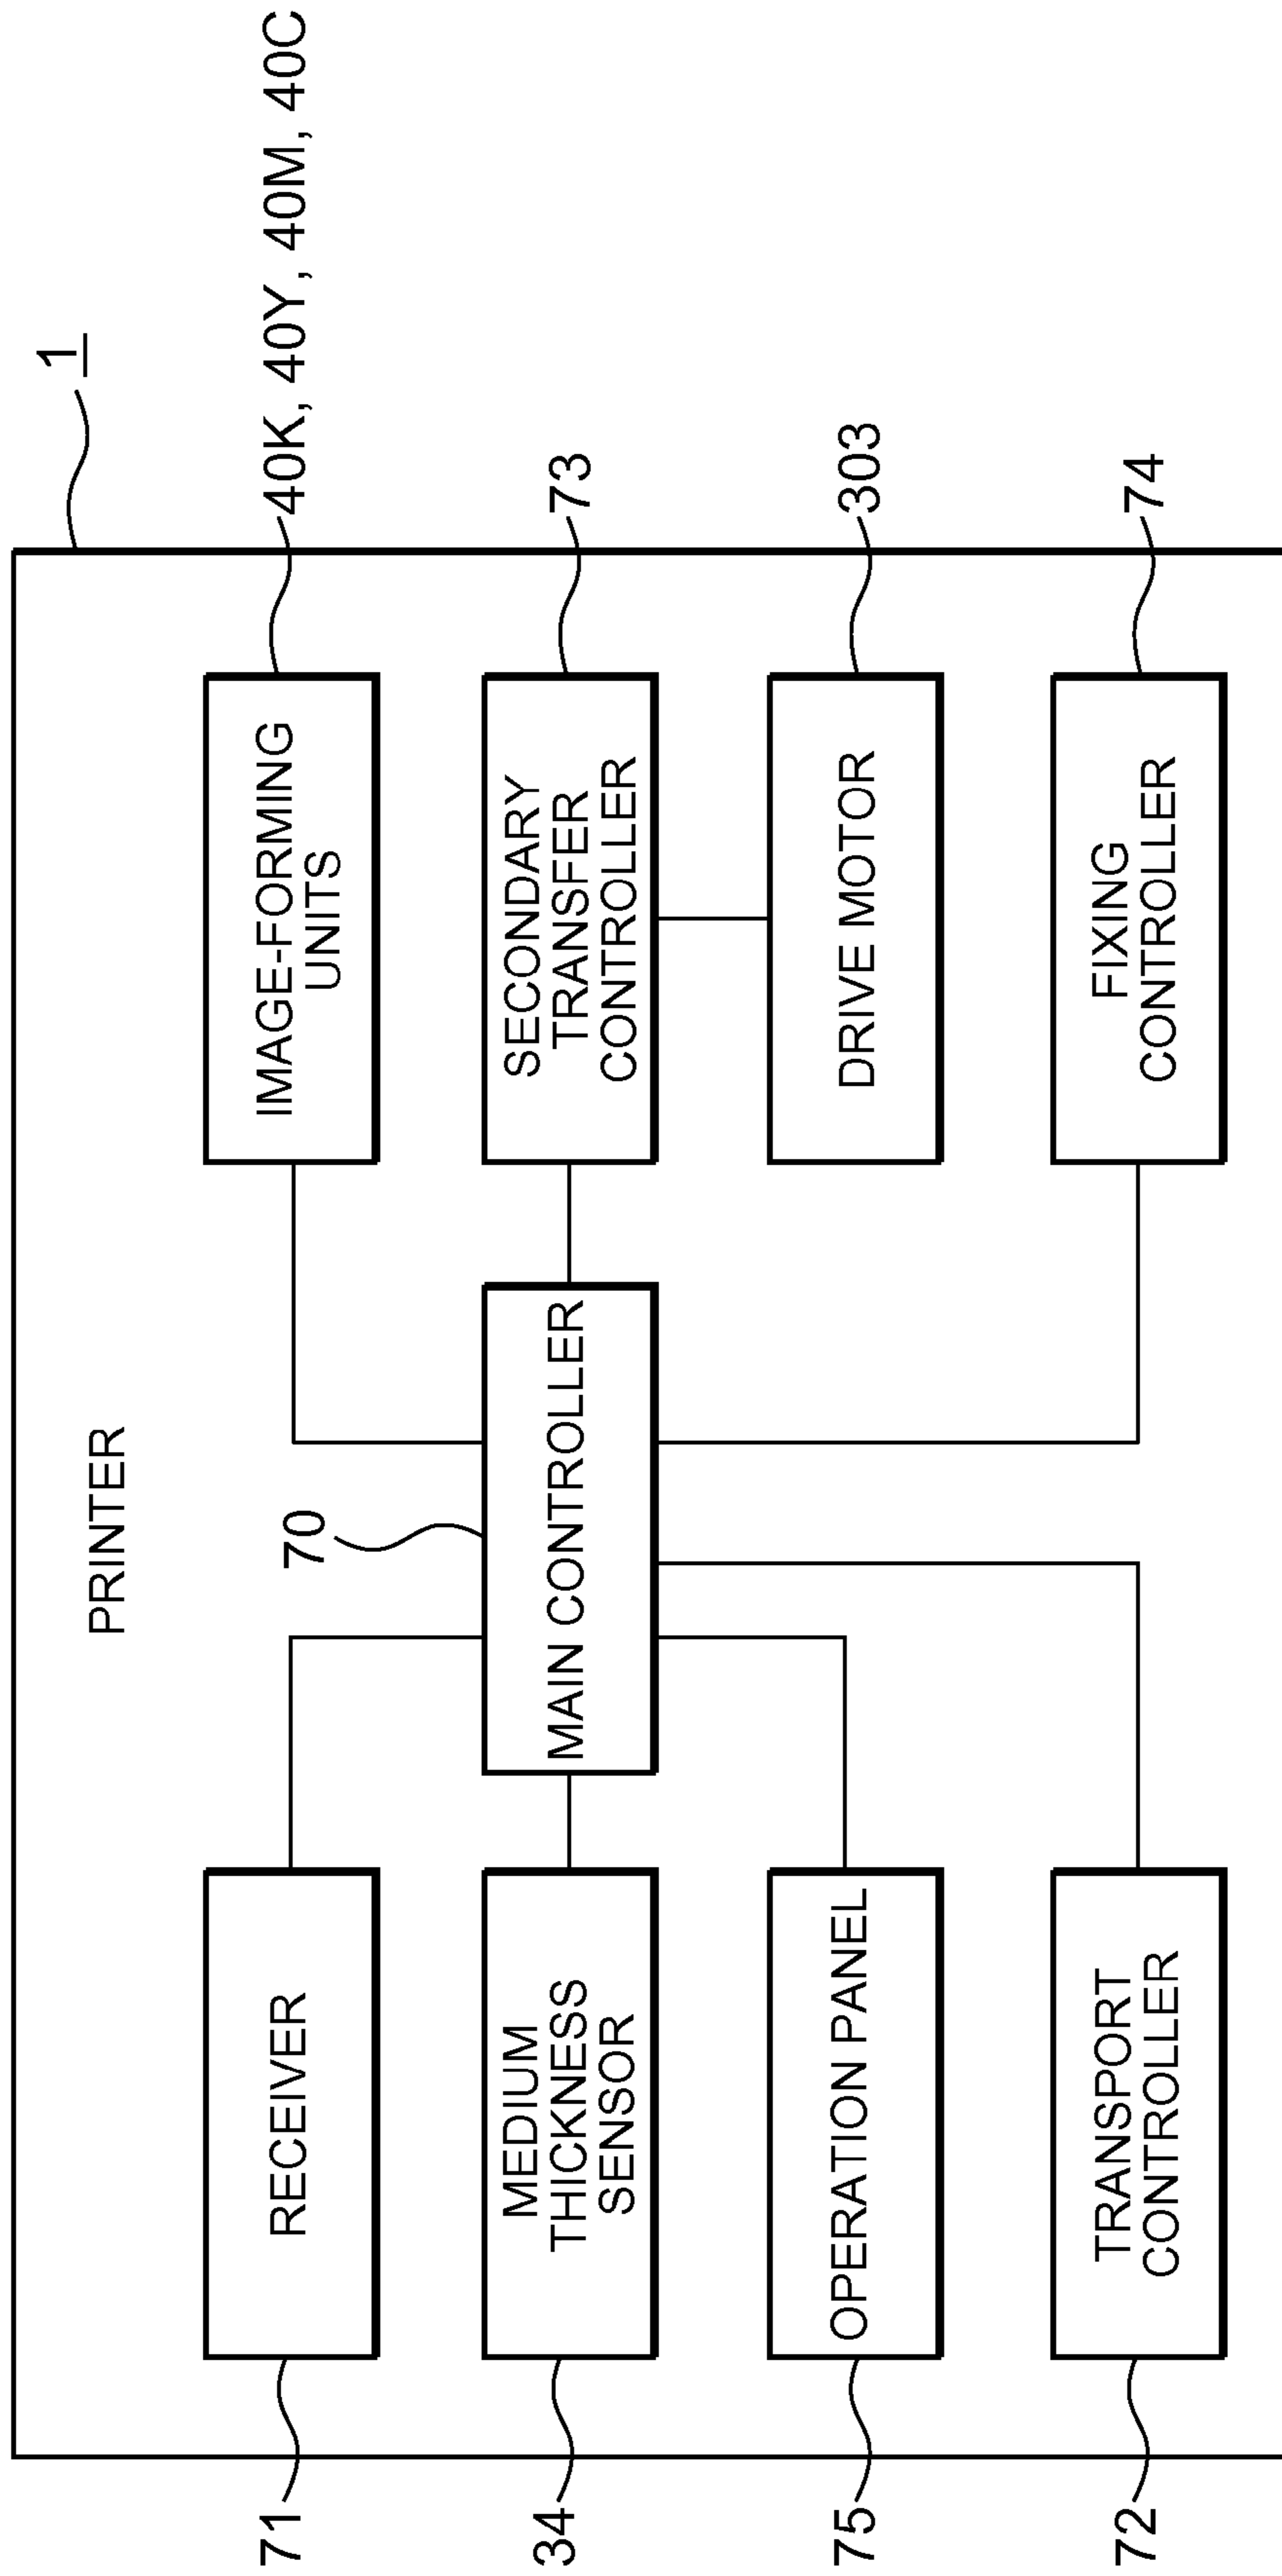 1
PRINTER
71
RECEIVER
70
IMAGE-FORMING
UNITS
40K, 40Y, 40M, 40C
34
MEDIUM
THICKNESS
SENSOR
MAIN CONTROLLER
SECONDARY
TRANSFER
CONTROLLER
73
75
OPERATION PANEL
DRIVE MOTOR
303
72
TRANSPORT
CONTROLLER
FIXING
CONTROLLER
74